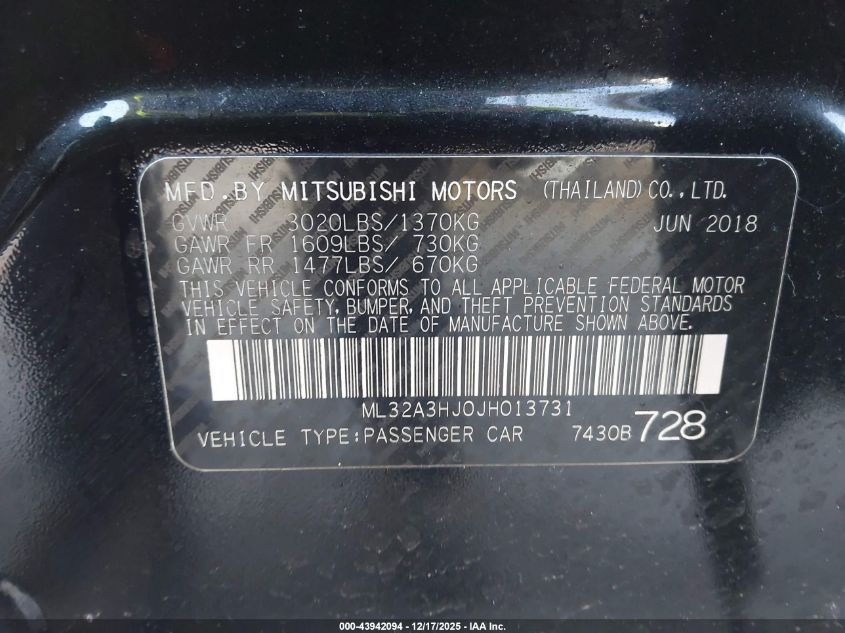 MFD.BY MITSUBISHI MOTORS (THAILAND)CO.,LTD.
GVWR 3020LBS/1370KG JUN 2018
GAWR FR 1609LBS/ 730KG
GAWR RR 1477LBS/ 670KG
THIS VEHICLE CONFORMS TO ALL APPLICABLE FEDERAL MOTOR
VEHICLE SAFETY, BUMPER, AND THEFT PREVENTION STANDARDS
IN EFFECT ON THE DATE OF MANUFACTURE SHOWN ABOVE.
ML32A3HJ0JH013731
VEHICLE TYPE:PASSENGER CAR 7430B 728
000-43942094 - 12/17/2025 - IAA Inc.